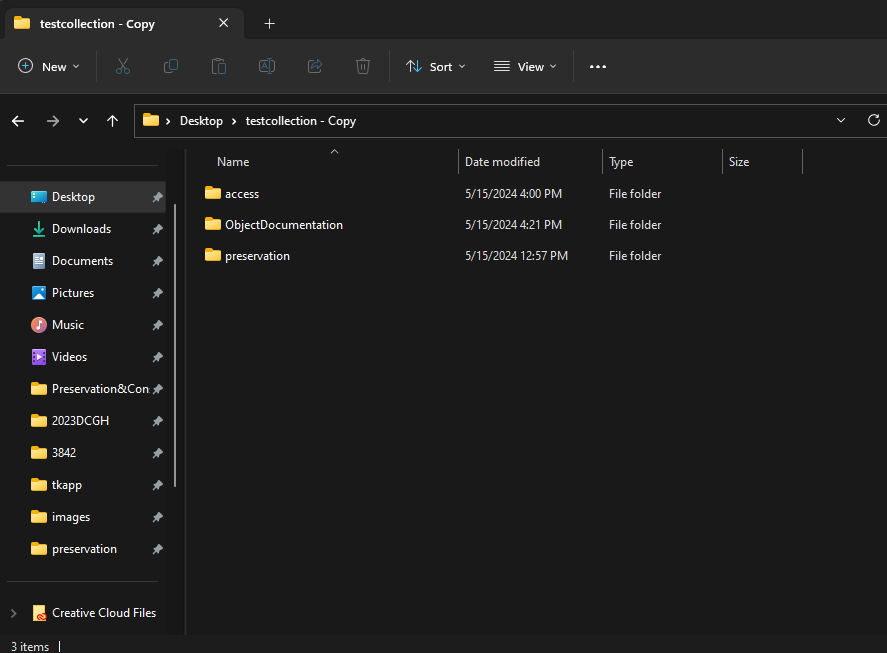 testcollection - Copy
New Sort View
Desktop testcollection - Copy
Name Date modified Type Size
access 5/15/2024 4:00 PM File folder
ObjectDocumentation 5/15/2024 4:21 PM File folder
preservation 5/15/2024 12:57 PM File folder
Desktop
Downloads
Documents
Pictures
Music
Videos
Preservation&Con
2023DCGH
3842
tkapp
images
preservation
Creative Cloud Files
3 items